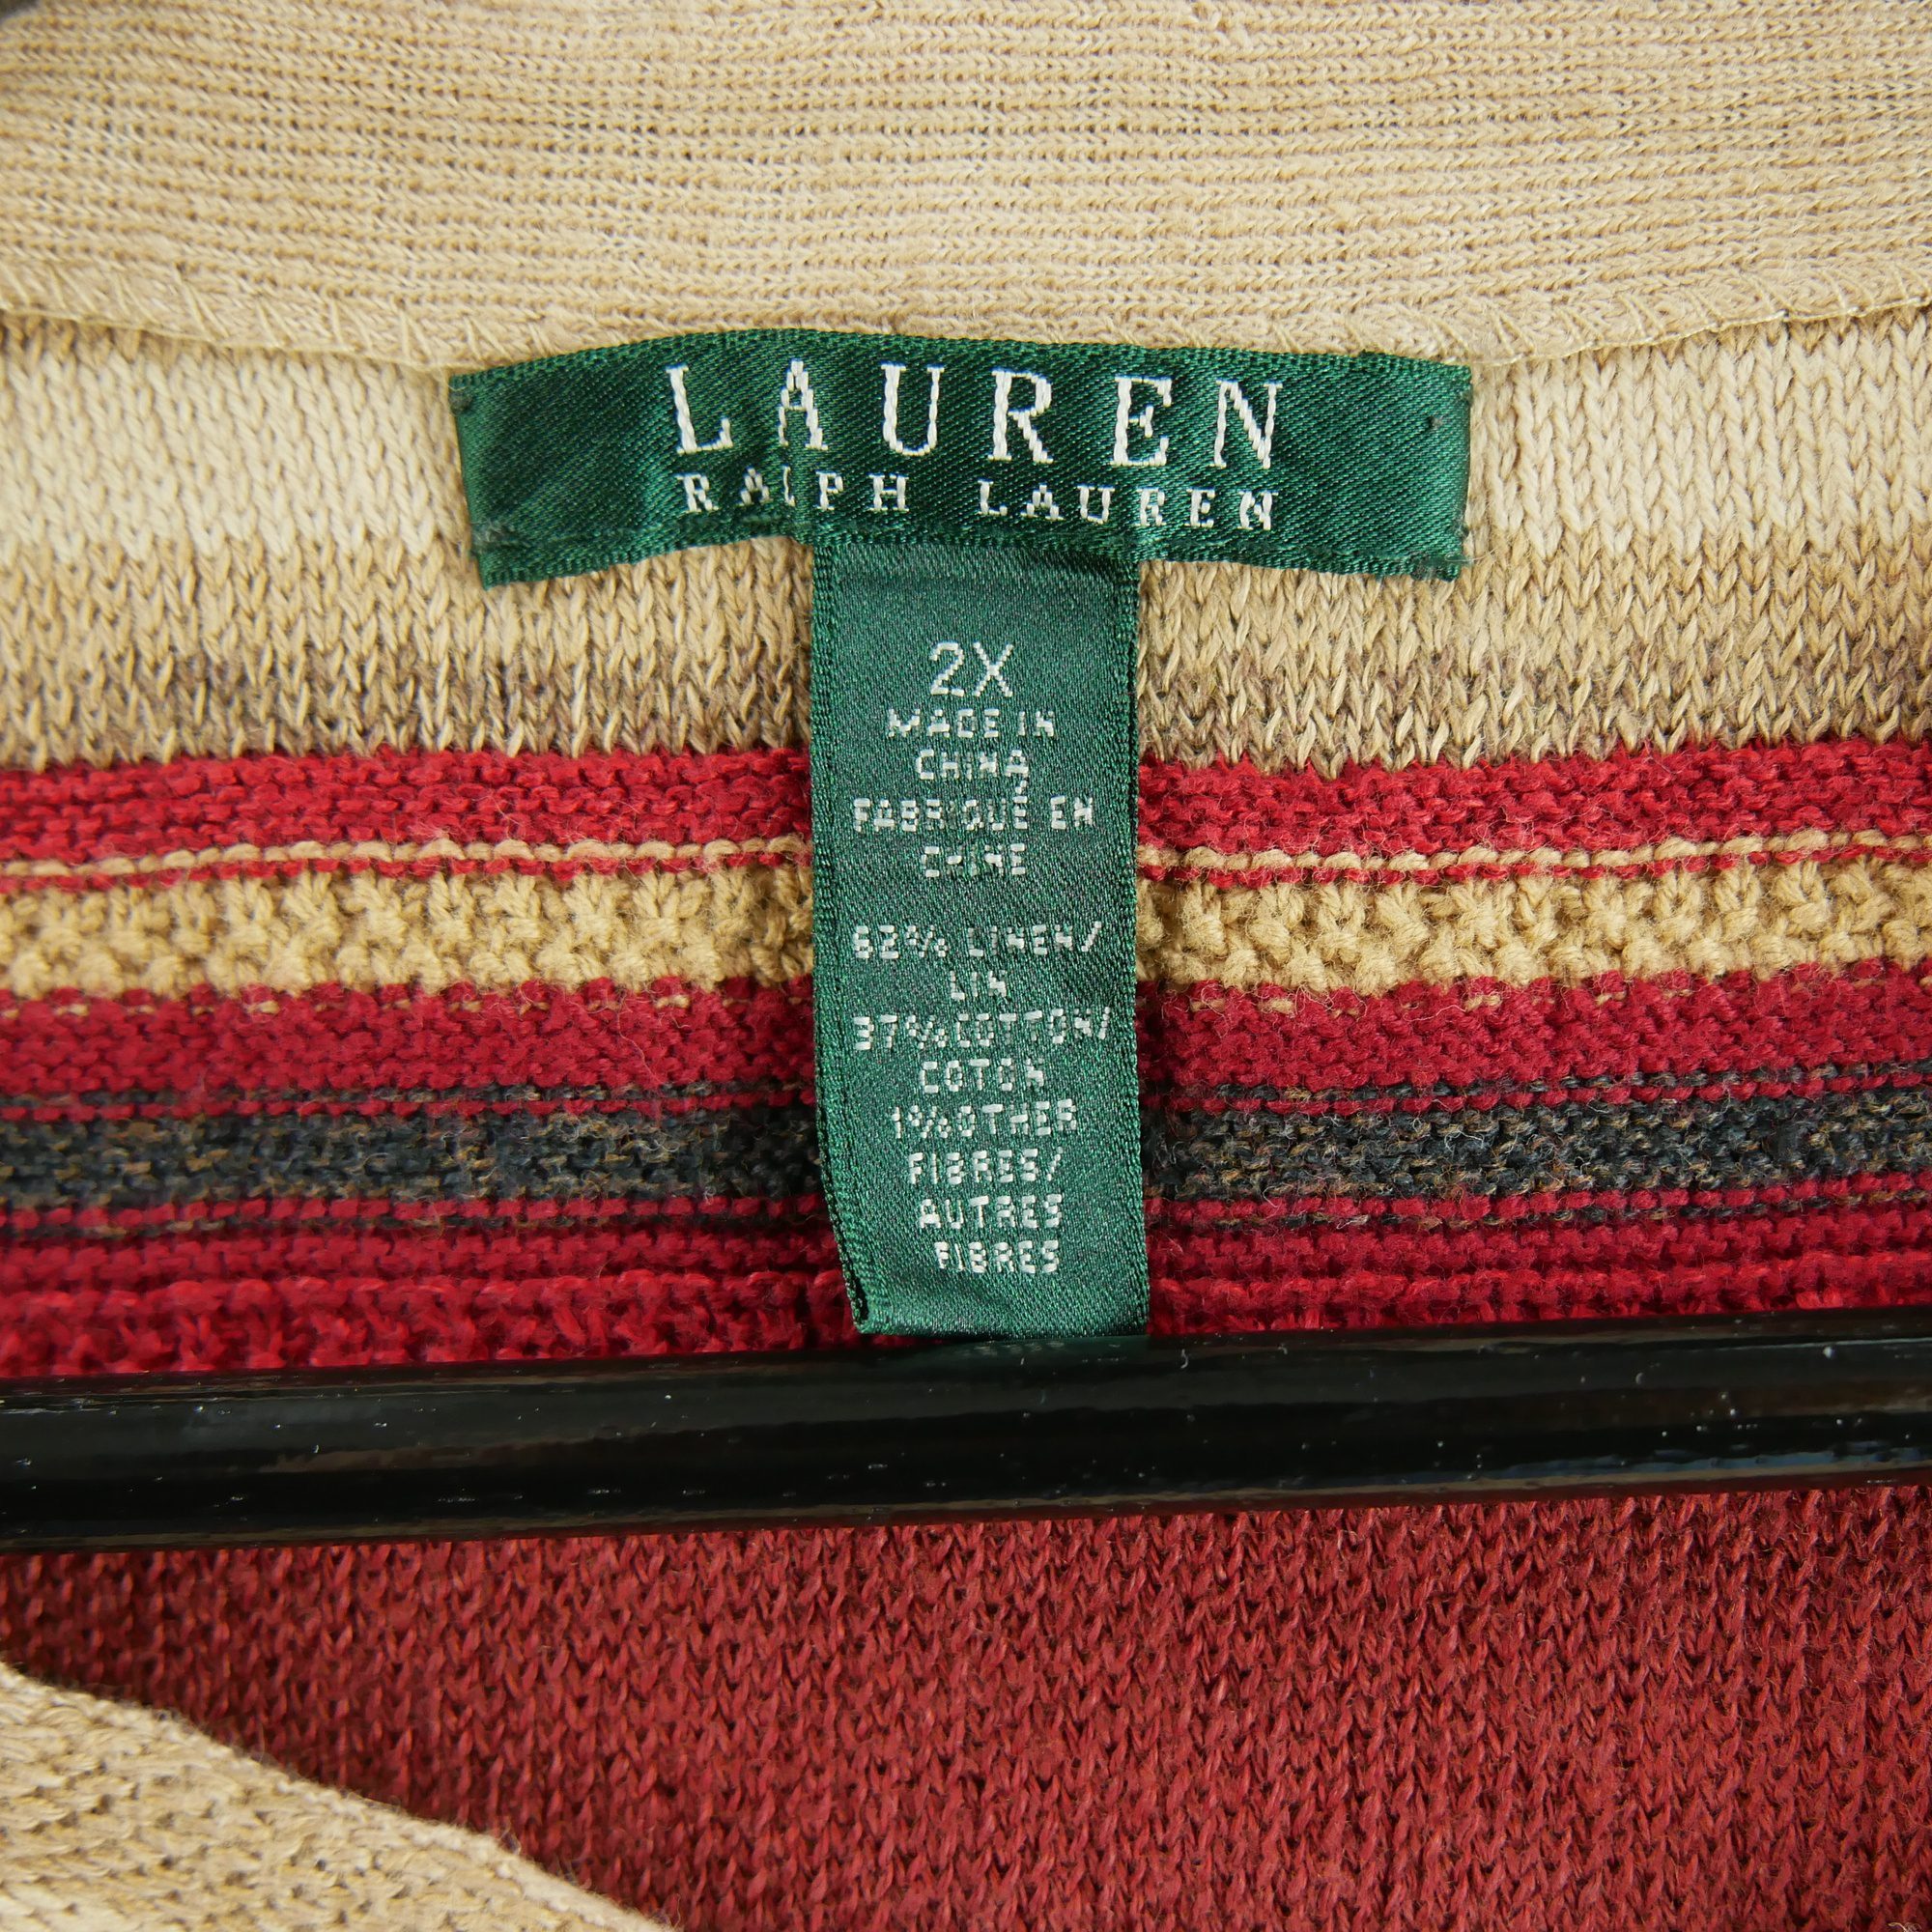 LAUREN
RALPH LAUREN
2X
MADE IN
CHINA
FABRIQUÉ EN
CHINE
62% LINEN/
LIN
37% COTTON/
COTON
1% OTHER
FIBRES/
AUTRES
FIBRES